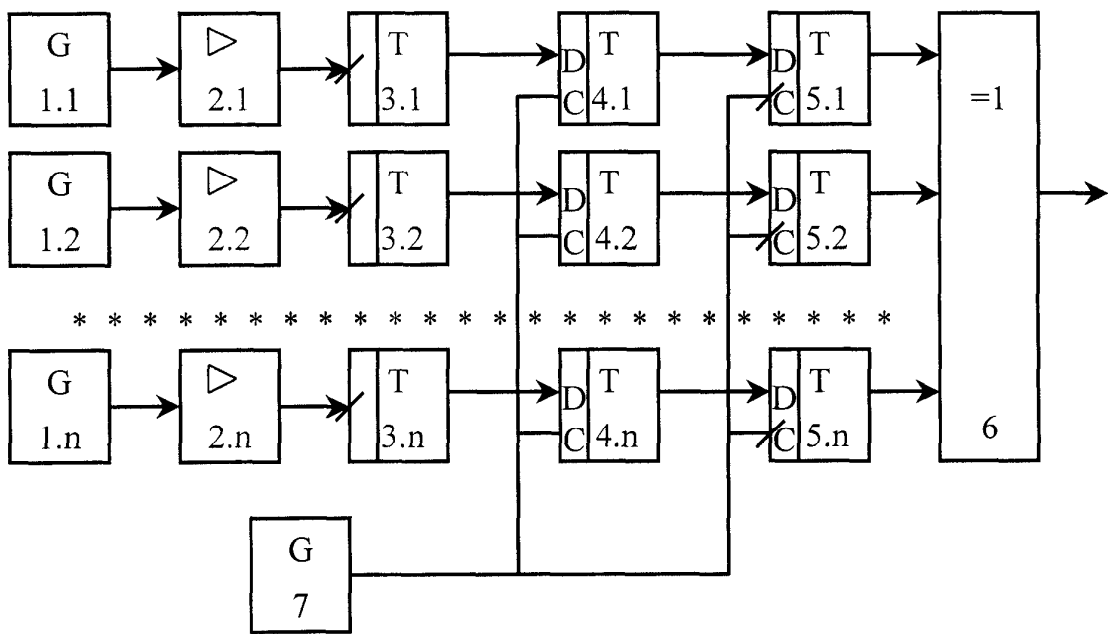 G ▷ T T T
D D =1
1.1 2.1 3.1 C 4.1 C 5.1
G ▷ T T T
D D
1.2 2.2 3.2 C 4.2 C 5.2
* * * * * * * * * * * * * * * * * * * * * * * *
G ▷ T T T
D D
1.n 2.n 3.n C 4.n C 5.n 6
G
7